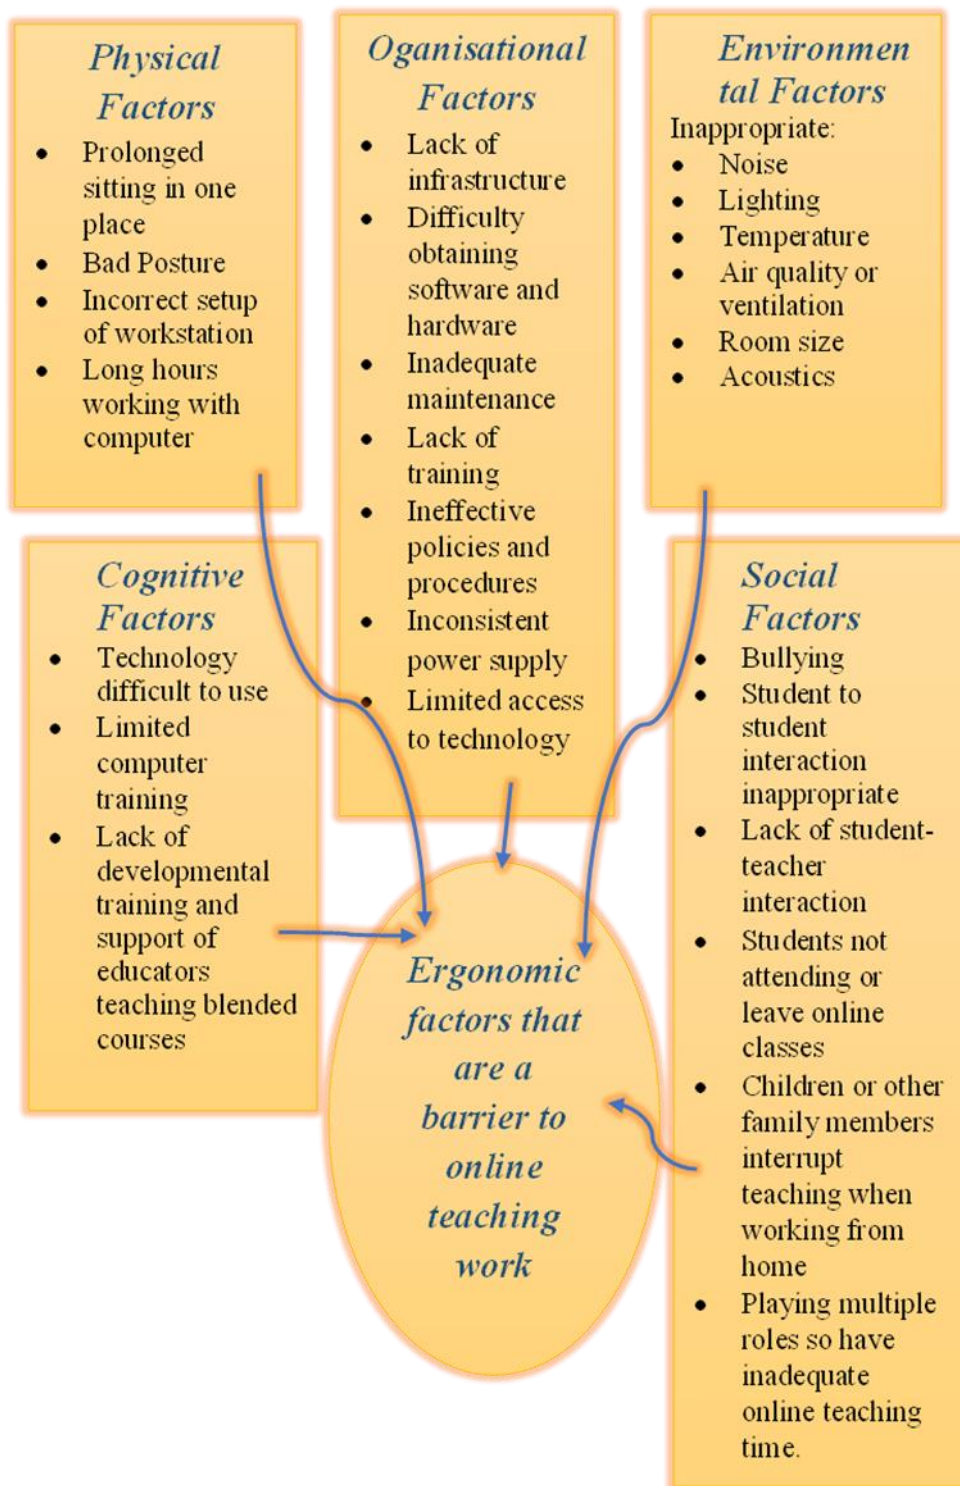 Physical
Factors
• Prolonged
sitting in one
place
• Bad Posture
• Incorrect setup
of workstation
• Long hours
working with
computer
Oganisational
Factors
• Lack of
infrastructure
• Difficulty
obtaining
software and
hardware
• Inadequate
maintenance
• Lack of
training
• Ineffective
policies and
procedures
• Inconsistent
power supply
• Limited access
to technology
Environmen
tal Factors
Inappropriate:
• Noise
• Lighting
• Temperature
• Air quality or
ventilation
• Room size
• Acoustics
Cognitive
Factors
• Technology
difficult to use
• Limited
computer
training
• Lack of
developmental
training and
support of
educators
teaching blended
courses
Social
Factors
• Bullying
• Student to
student
interaction
inappropriate
• Lack of student-
teacher
interaction
• Students not
attending or
leave online
classes
• Children or other
family members
interrupt
teaching when
working from
home
• Playing multiple
roles so have
inadequate
online teaching
time.
Ergonomic
factors that
are a
barrier to
online
teaching
work